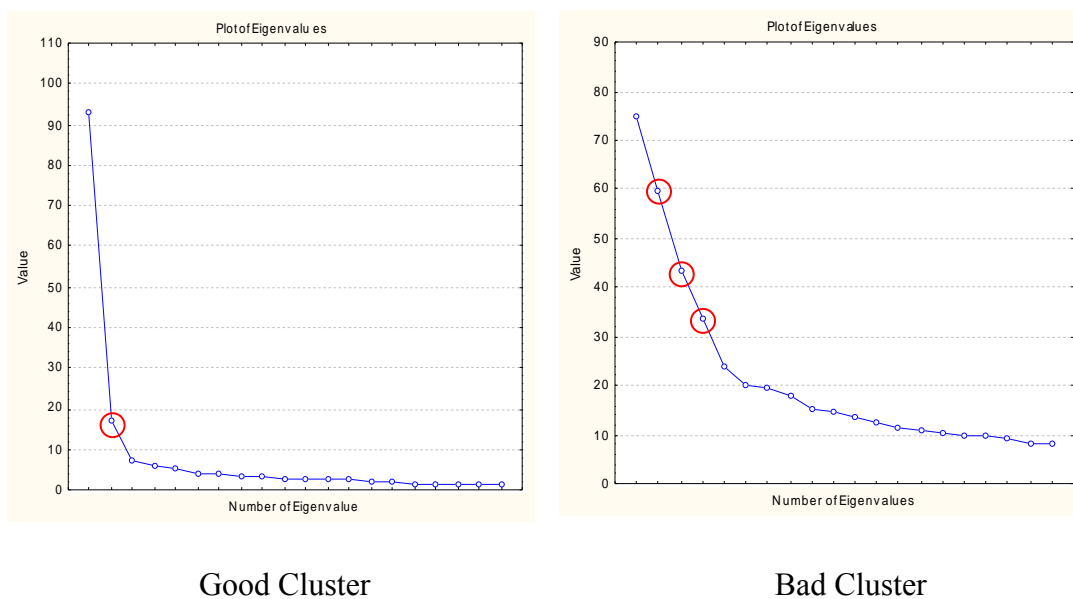 Plot of Eigenvalues
110
100
90
80
70
60
50
40
30
20
10
0
Value
Number of Eigenvalue
Good Cluster
Plot of Eigenvalues
90
80
70
60
50
40
30
20
10
0
Value
Number of Eigenvalues
Bad Cluster